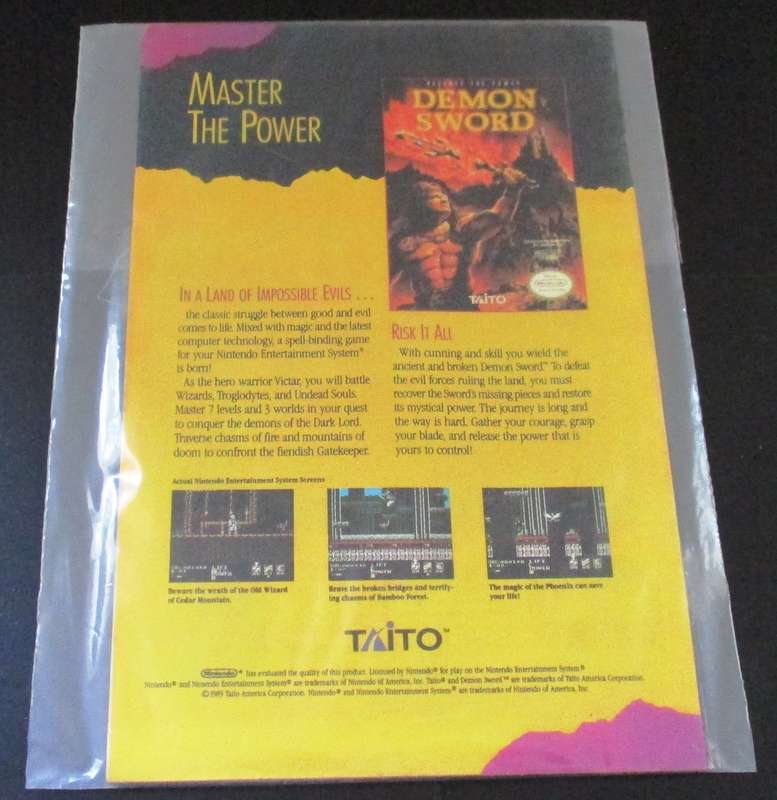 MASTER
THE POWER
RELEASE THE POWER
DEMON
SWORD
TAITO
IN A LAND OF IMPOSSIBLE EVILS . . .
the classic struggle between good and evil
comes to life. Mixed with magic and the latest
computer technology, a spell-binding game
for your Nintendo Entertainment System®
is born!
As the hero warrior Victar, you will battle
Wizards, Troglodytes, and Undead Souls.
Master 7 levels and 3 worlds in your quest
to conquer the demons of the Dark Lord.
Traverse chasms of fire and mountains of
doom to confront the fiendish Gatekeeper.
RISK IT ALL
With cunning and skill you wield the
ancient and broken Demon Sword.™ To defeat
the evil forces ruling the land, you must
recover the Sword's missing pieces and restore
its mystical power. The journey is long and
the way is hard. Gather your courage, grasp
your blade, and release the power that is
yours to control!
Actual Nintendo Entertainment System Screens
LIFE
POWER
LIFE
POWER
LIFE
POWER
Beware the wrath of the Old Wizard
of Cedar Mountain.
Brave the broken bridges and terrify-
ing chasms of Bamboo Forest.
The magic of the Phoenix can save
your life!
TAITO™
Nintendo® has evaluated the quality of this product. Licensed by Nintendo® for play on the Nintendo Entertainment System.®
Nintendo® and Nintendo Entertainment System® are trademarks of Nintendo of America, Inc. Taito® and Demon Sword™ are trademarks of Taito America Corporation.
© 1989 Taito America Corporation. Nintendo® and Nintendo Entertainment System® are trademarks of Nintendo of America, Inc.